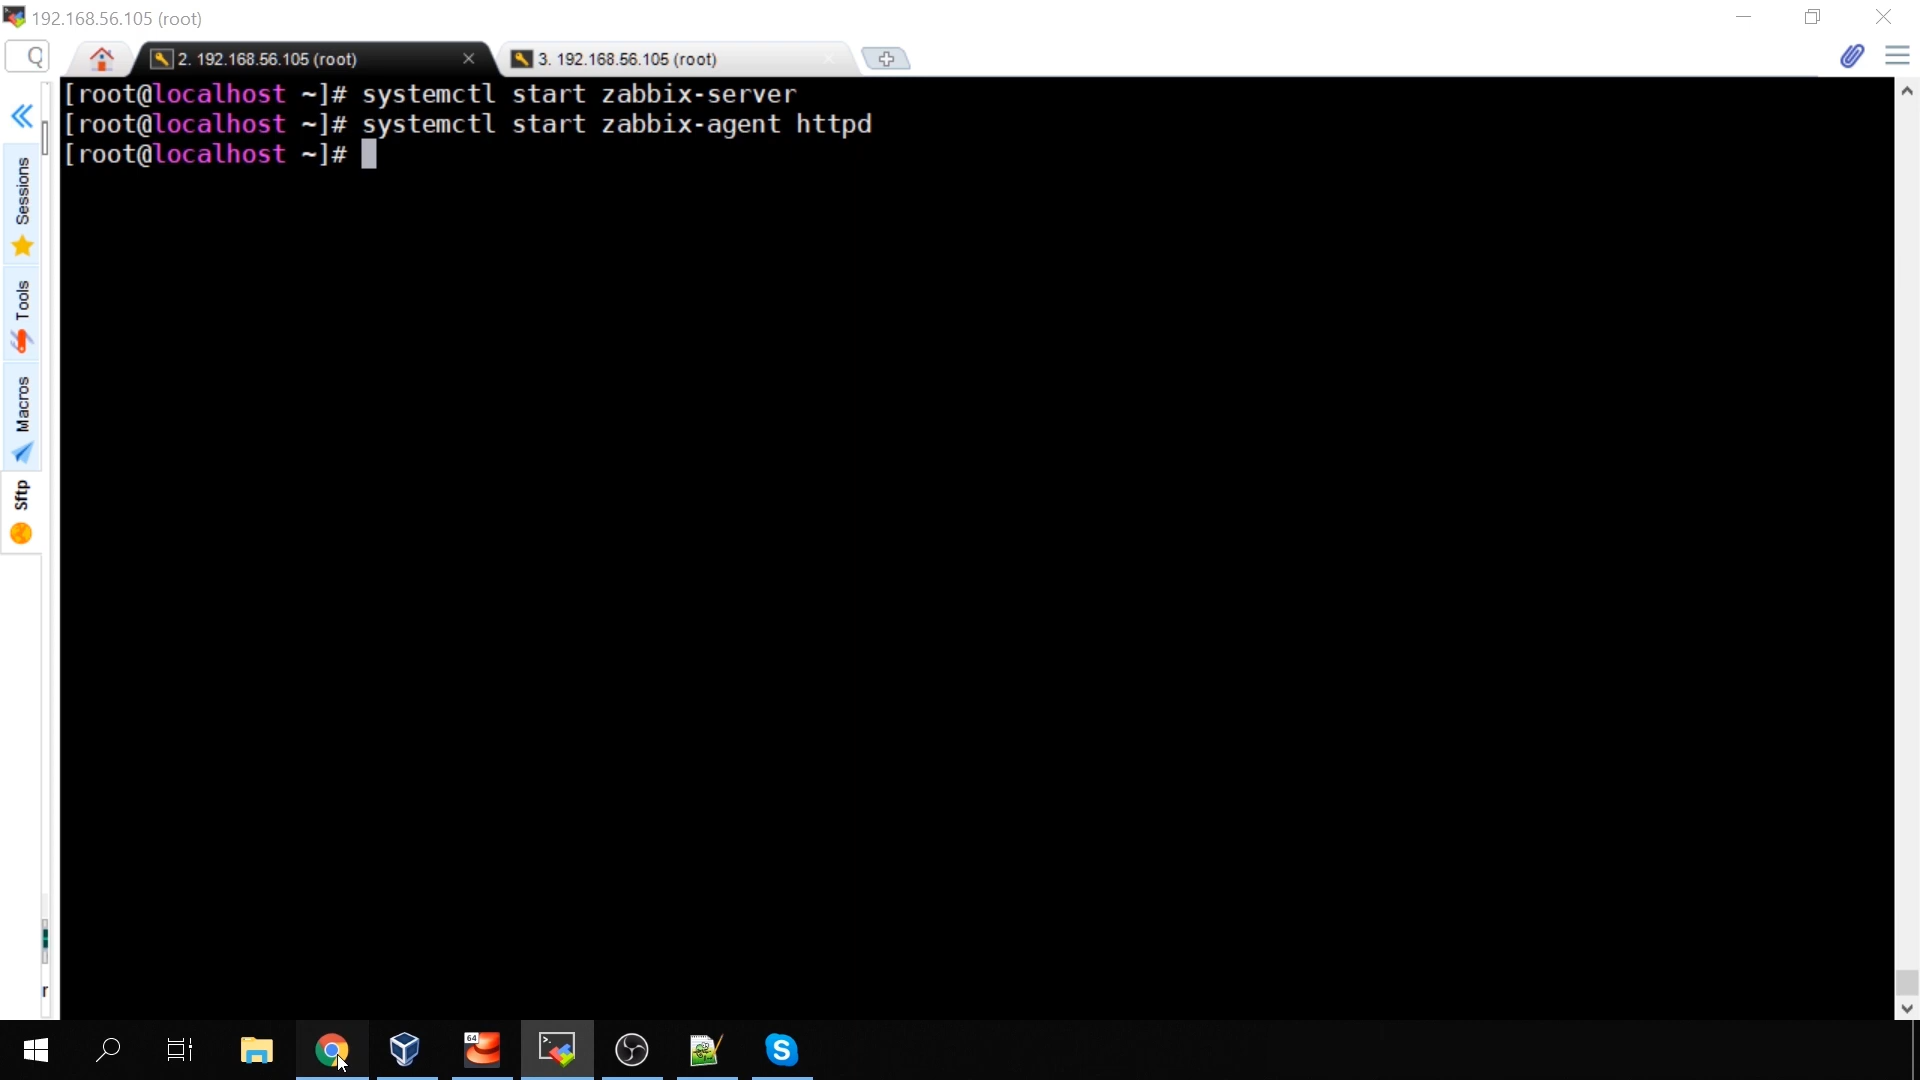 192.168.56.105 (root)
2. 192.168.56.105 (root)
3. 192.168.56.105 (root)
[root@localhost ~]# systemctl start zabbix-server
[root@localhost ~]# systemctl start zabbix-agent httpd
[root@localhost ~]#
Sessions
Tools
Macros
Sftp
r
64